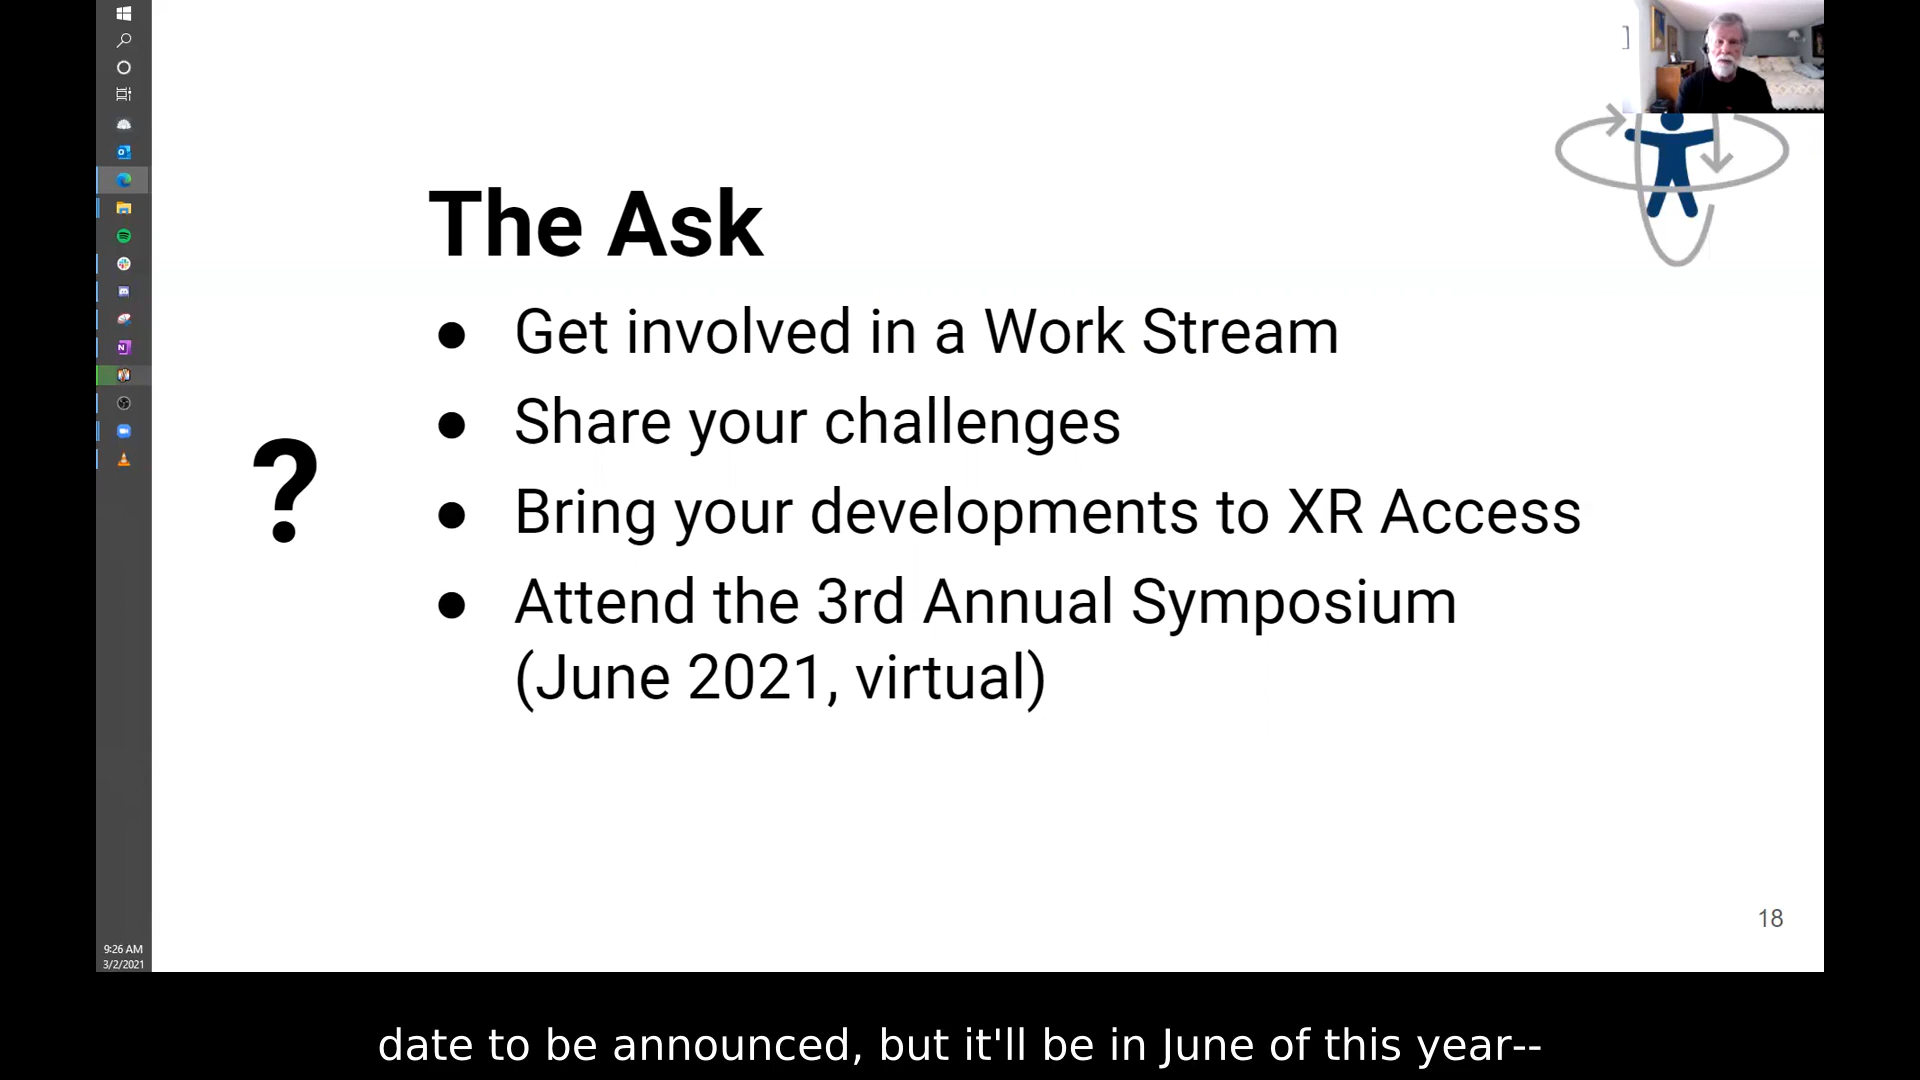 The Ask
● Get involved in a Work Stream
● Share your challenges
?
● Bring your developments to XR Access
● Attend the 3rd Annual Symposium
(June 2021, virtual)
18
9:26 AM
3/2/2021
date to be announced, but it'll be in June of this year--